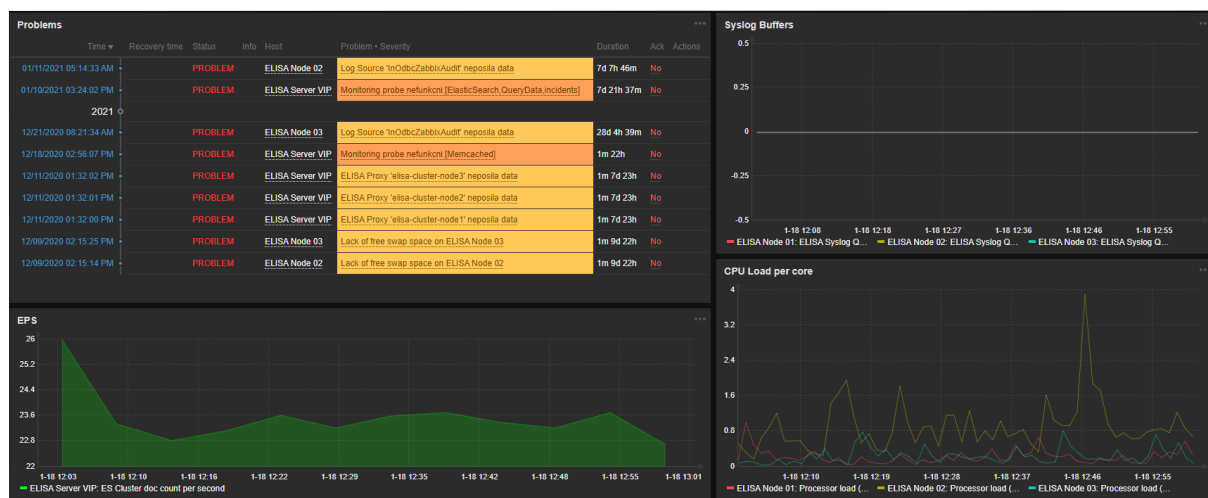 Problems
Time Recovery time Status Info Host Problem • Severity Duration Ack Actions
01/11/2021 05:14:33 AM PROBLEM ELISA Node 02 Log Source 'inOdbcZabbixAudit' neposila data 7d 7h 46m No
01/10/2021 03:24:02 PM PROBLEM ELISA Server VIP Monitoring probe nefunkcni [ElasticSearch,QueryData,incidents] 7d 21h 37m No
2021
12/21/2020 08:21:34 AM PROBLEM ELISA Node 03 Log Source 'inOdbcZabbixAudit' neposila data 28d 4h 39m No
12/18/2020 02:56:07 PM PROBLEM ELISA Server VIP Monitoring probe nefunkcni [Memcached] 1m 22h No
12/11/2020 01:32:02 PM PROBLEM ELISA Server VIP ELISA Proxy 'elisa-cluster-node3' neposila data 1m 7d 23h No
12/11/2020 01:32:01 PM PROBLEM ELISA Server VIP ELISA Proxy 'elisa-cluster-node2' neposila data 1m 7d 23h No
12/11/2020 01:32:00 PM PROBLEM ELISA Server VIP ELISA Proxy 'elisa-cluster-node1' neposila data 1m 7d 23h No
12/09/2020 02:15:25 PM PROBLEM ELISA Node 03 Lack of free swap space on ELISA Node 03 1m 9d 22h No
12/09/2020 02:15:14 PM PROBLEM ELISA Node 02 Lack of free swap space on ELISA Node 02 1m 9d 22h No
Syslog Buffers
0.5
0.25
0
-0.25
-0.5
1-18 12:08 1-18 12:18 1-18 12:27 1-18 12:36 1-18 12:46 1-18 12:55
ELISA Node 01: ELISA Syslog Q... ELISA Node 02: ELISA Syslog Q... ELISA Node 03: ELISA Syslog Q...
EPS
26
25.2
24.4
23.6
22.8
22
1-18 12:03 1-18 12:10 1-18 12:16 1-18 12:22 1-18 12:29 1-18 12:35 1-18 12:42 1-18 12:48 1-18 12:55 1-18 13:01
ELISA Server VIP: ES Cluster doc count per second
CPU Load per core
4
3.2
2.4
1.6
0.8
0
1-18 12:10 1-18 12:19 1-18 12:28 1-18 12:37 1-18 12:46 1-18 12:55
ELISA Node 01: Processor load (... ELISA Node 02: Processor load (... ELISA Node 03: Processor load (...